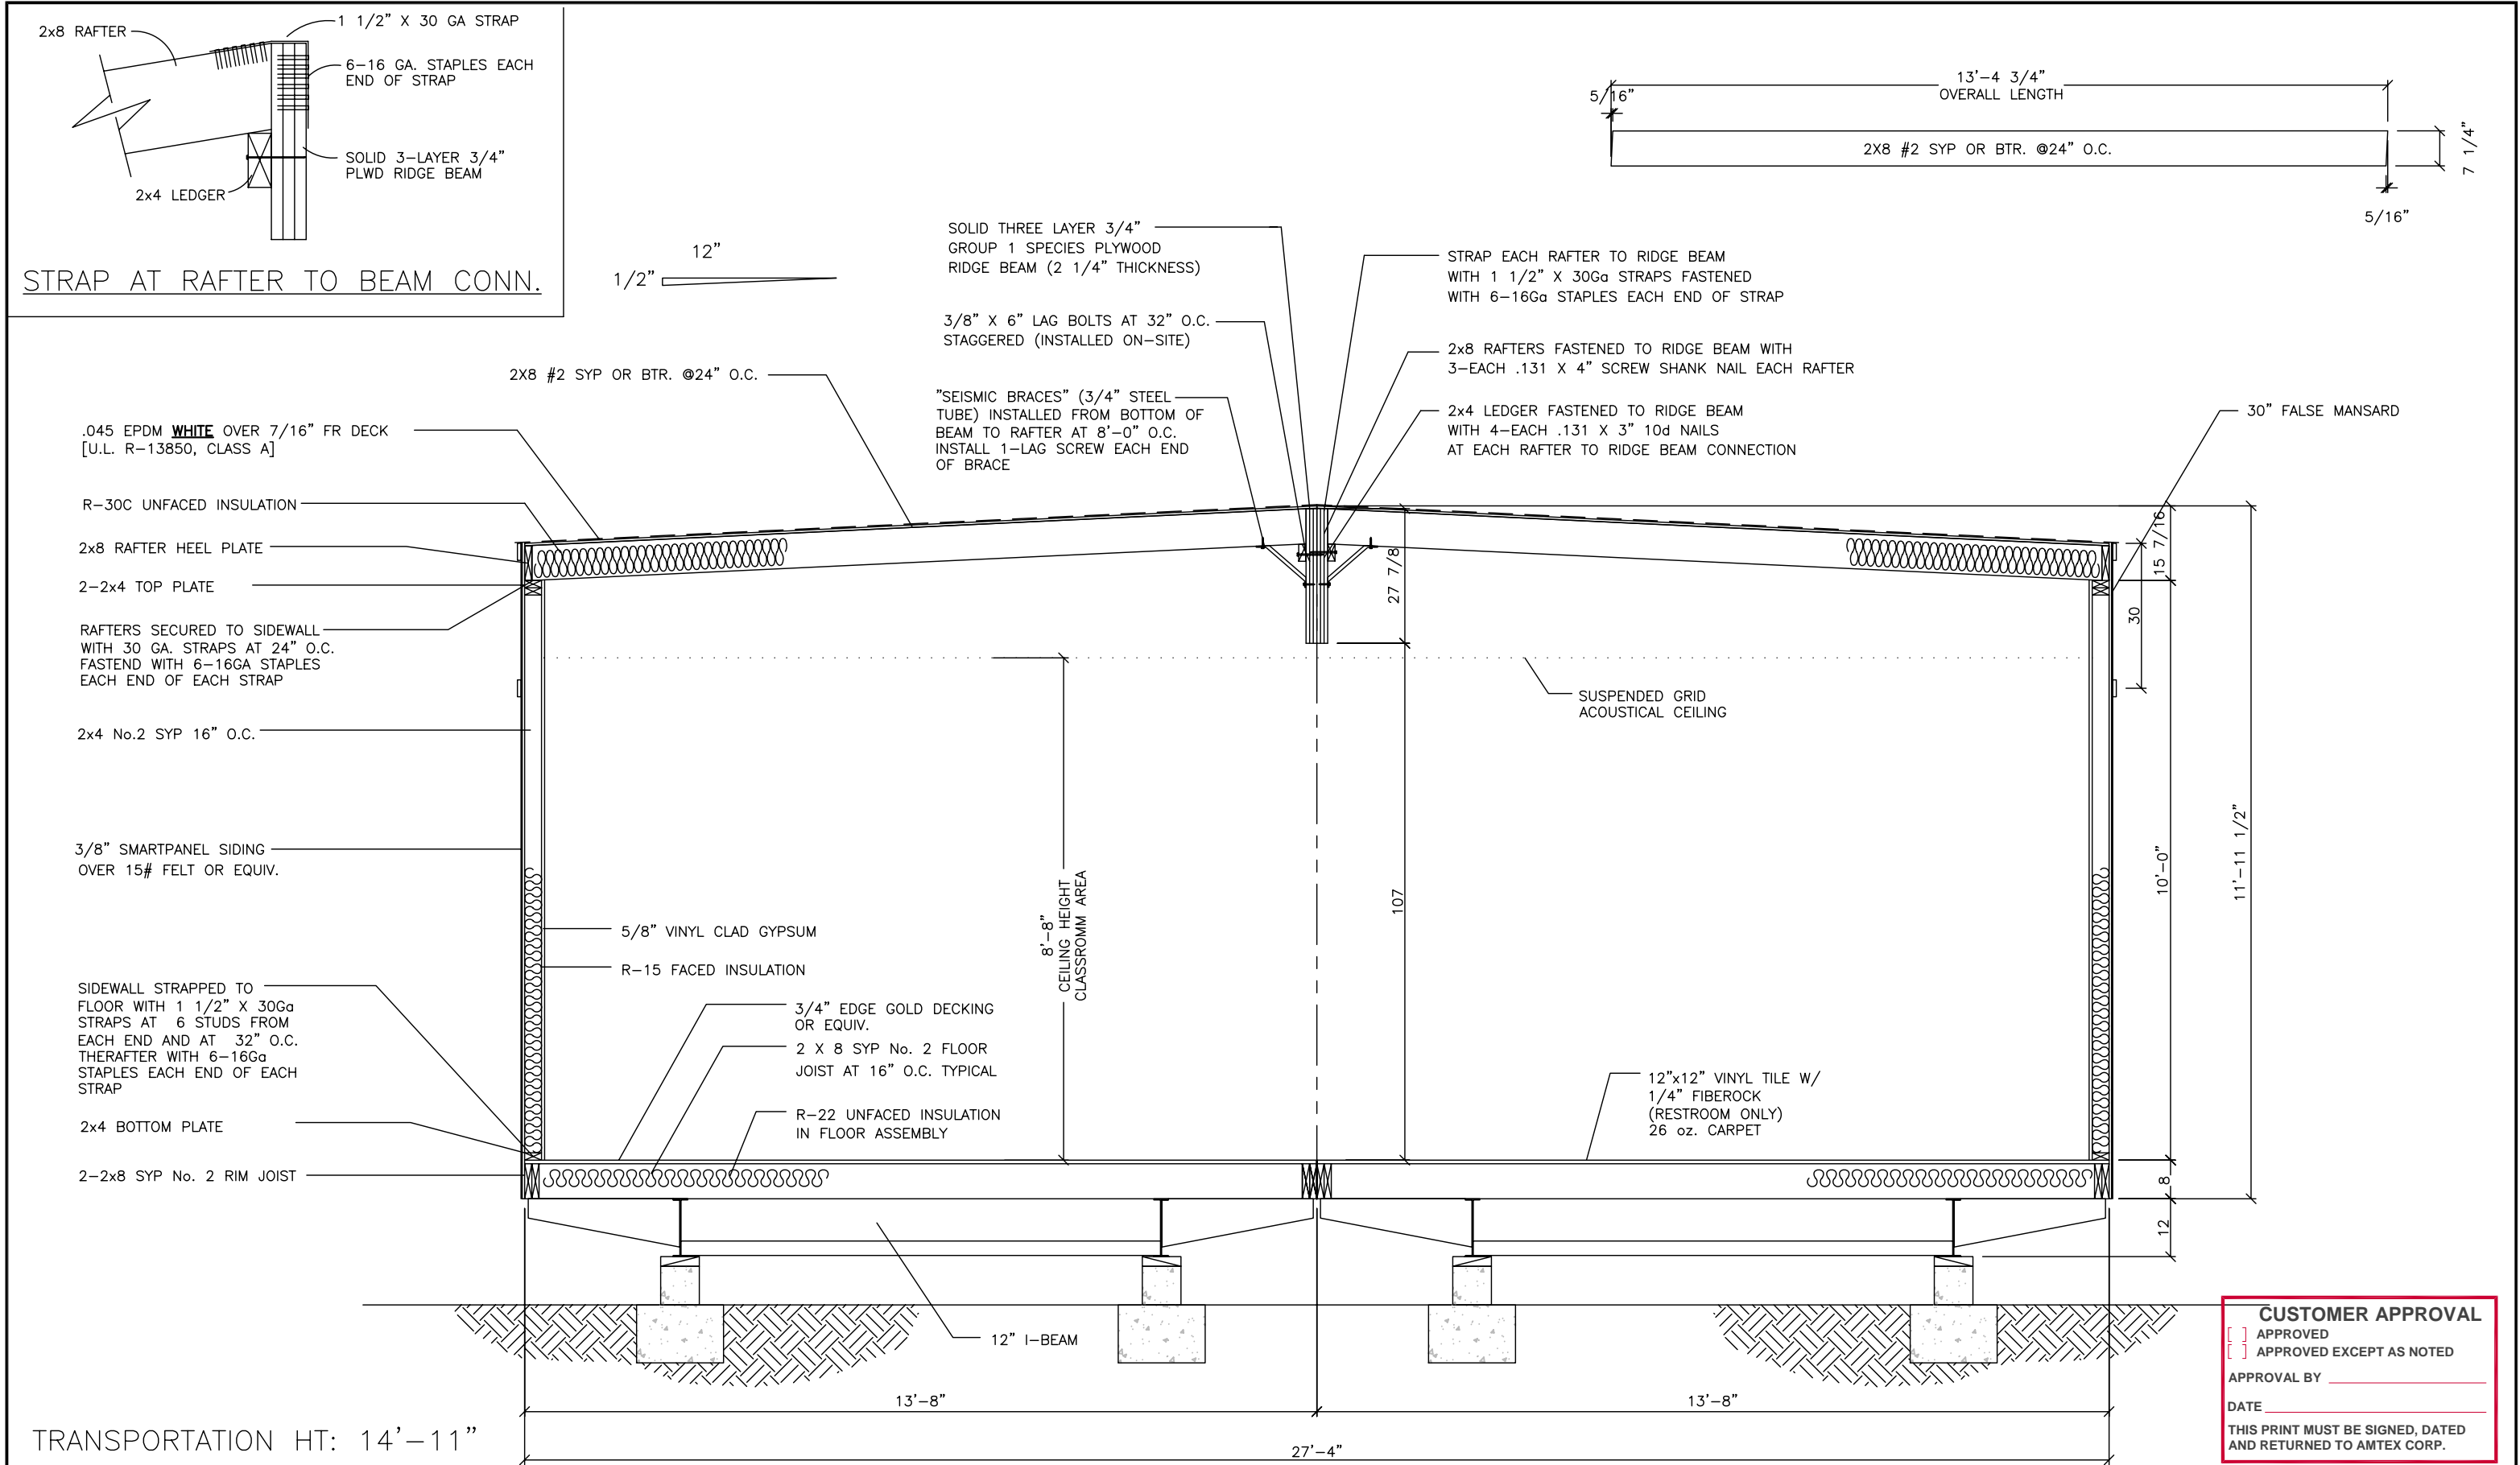 1 1/2" X 30 GA STRAP
2x8 RAFTER
6-16 GA. STAPLES EACH
END OF STRAP
SOLID 3-LAYER 3/4"
PLWD RIDGE BEAM
2x4 LEDGER
STRAP AT RAFTER TO BEAM CONN.
12"
1/2"
13'-4 3/4"
OVERALL LENGTH
5/16"
2X8 #2 SYP OR BTR. @24" O.C.
7 1/4"
5/16"
SOLID THREE LAYER 3/4"
GROUP 1 SPECIES PLYWOOD
RIDGE BEAM (2 1/4" THICKNESS)
3/8" X 6" LAG BOLTS AT 32" O.C.
STAGGERED (INSTALLED ON-SITE)
"SEISMIC BRACES" (3/4" STEEL
TUBE) INSTALLED FROM BOTTOM OF
BEAM TO RAFTER AT 8'-0" O.C.
INSTALL 1-LAG SCREW EACH END
OF BRACE
STRAP EACH RAFTER TO RIDGE BEAM
WITH 1 1/2" X 30Ga STRAPS FASTENED
WITH 6-16Ga STAPLES EACH END OF STRAP
2x8 RAFTERS FASTENED TO RIDGE BEAM WITH
3-EACH .131 X 4" SCREW SHANK NAIL EACH RAFTER
2x4 LEDGER FASTENED TO RIDGE BEAM
WITH 4-EACH .131 X 3" 10d NAILS
AT EACH RAFTER TO RIDGE BEAM CONNECTION
30" FALSE MANSARD
2X8 #2 SYP OR BTR. @24" O.C.
.045 EPDM WHITE OVER 7/16" FR DECK
[U.L. R-13850, CLASS A]
R-30C UNFACED INSULATION
2x8 RAFTER HEEL PLATE
2-2x4 TOP PLATE
RAFTERS SECURED TO SIDEWALL
WITH 30 GA. STRAPS AT 24" O.C.
FASTEND WITH 6-16GA STAPLES
EACH END OF EACH STRAP
2x4 No.2 SYP 16" O.C.
3/8" SMARTPANEL SIDING
OVER 15# FELT OR EQUIV.
SIDEWALL STRAPPED TO
FLOOR WITH 1 1/2" X 30Ga
STRAPS AT 6 STUDS FROM
EACH END AND AT 32" O.C.
THERAFTER WITH 6-16Ga
STAPLES EACH END OF EACH
STRAP
2x4 BOTTOM PLATE
2-2x8 SYP No. 2 RIM JOIST
5/8" VINYL CLAD GYPSUM
R-15 FACED INSULATION
3/4" EDGE GOLD DECKING
OR EQUIV.
2 X 8 SYP No. 2 FLOOR
JOIST AT 16" O.C. TYPICAL
R-22 UNFACED INSULATION
IN FLOOR ASSEMBLY
8'-8"
CEILING HEIGHT
CLASSROMM AREA
27 7/8
107
SUSPENDED GRID
ACOUSTICAL CEILING
12"x12" VINYL TILE W/
1/4" FIBEROCK
(RESTROOM ONLY)
26 oz. CARPET
15 7/16
30
10'-0"
11'-11 1/2"
8
12
12" I-BEAM
13'-8"
13'-8"
27'-4"
TRANSPORTATION HT: 14'-11"
CUSTOMER APPROVAL
[ ] APPROVED
[ ] APPROVED EXCEPT AS NOTED
APPROVAL BY
DATE
THIS PRINT MUST BE SIGNED, DATED
AND RETURNED TO AMTEX CORP.